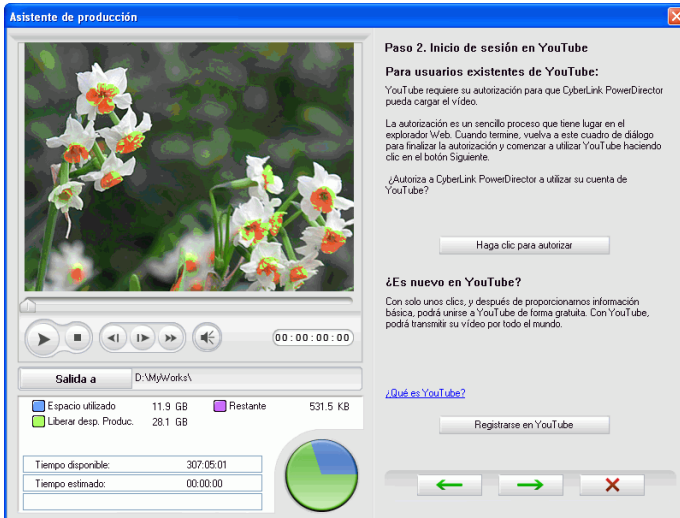 Asistente de producción
Paso 2. Inicio de sesión en YouTube
Para usuarios existentes de YouTube:
YouTube requiere su autorización para que CyberLink PowerDirector
pueda cargar el vídeo.
La autorización es un sencillo proceso que tiene lugar en el
explorador Web. Cuando termine, vuelva a este cuadro de diálogo
para finalizar la autorización y comenzar a utilizar YouTube haciendo
clic en el botón Siguiente.
¿Autoriza a CyberLink PowerDirector a utilizar su cuenta de
YouTube?
Haga clic para autorizar
¿Es nuevo en YouTube?
Con solo unos clics, y después de proporcionarnos información
básica, podrá unirse a YouTube de forma gratuita. Con YouTube,
podrá transmitir su vídeo por todo el mundo.
¿Qué es YouTube?
Registrarse en YouTube
00:00:00:00
Salida a D:\MyWorks\
Espacio utilizado 11.9 GB Restante 531.5 KB
Liberar desp. Produc. 28.1 GB
Tiempo disponible: 307:05:01
Tiempo estimado: 00:00:00